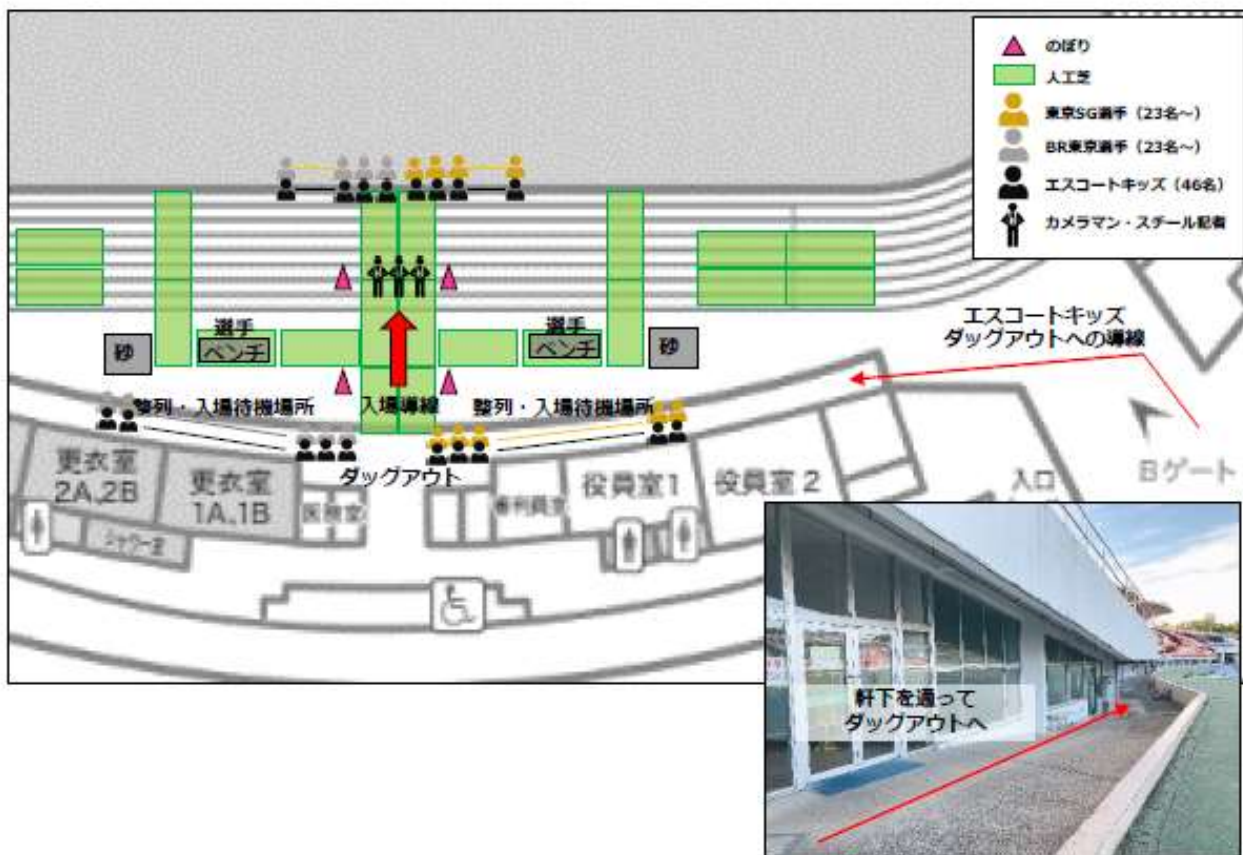 のぼり
人工芝
東京SG選手（23名～）
BR東京選手（23名～）
エスコートキッズ（46名）
カメラマン・スチール記者
エスコートキッズ
ダッグアウトへの導線
選手
ベンチ
選手
ベンチ
砂
砂
整列・入場待機場所
入場導線
整列・入場待機場所
ダッグアウト
更衣室
2A,2B
更衣室
1A,1B
医務室
審判員室
役員室1
役員室2
入口
Bゲート
シャワー室
軒下を通って
ダッグアウトへ